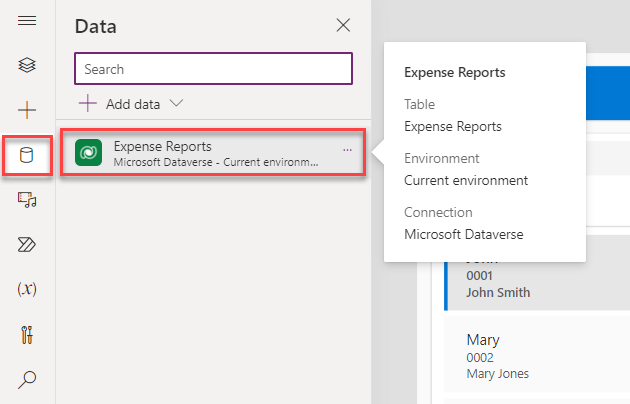 Data
Search
Add data
Expense Reports
Microsoft Dataverse - Current environm...
...
Expense Reports
Table
Expense Reports
Environment
Current environment
Connection
Microsoft Dataverse
(x)
0001
John Smith
Mary
0002
Mary Jones